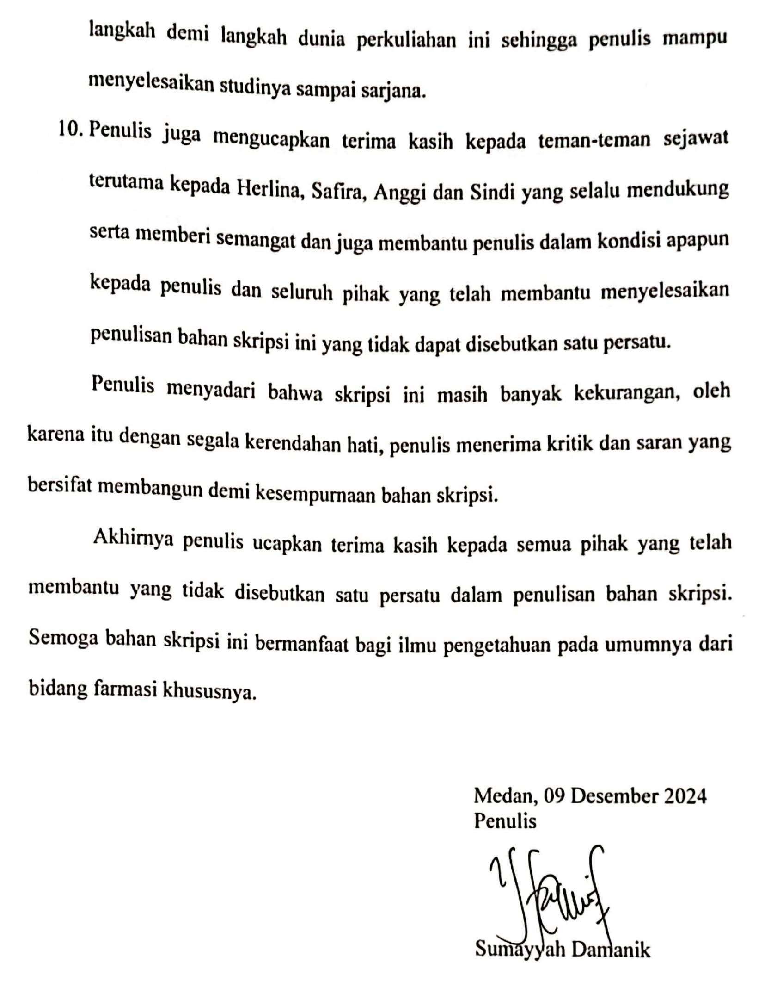 langkah demi langkah dunia perkuliahan ini sehingga penulis mampu
menyelesaikan studinya sampai sarjana.
10. Penulis juga mengucapkan terima kasih kepada teman-teman sejawat
terutama kepada Herlina, Safira, Anggi dan Sindi yang selalu mendukung
serta memberi semangat dan juga membantu penulis dalam kondisi apapun
kepada penulis dan seluruh pihak yang telah membantu menyelesaikan
penulisan bahan skripsi ini yang tidak dapat disebutkan satu persatu.
Penulis menyadari bahwa skripsi ini masih banyak kekurangan, oleh
karena itu dengan segala kerendahan hati, penulis menerima kritik dan saran yang
bersifat membangun demi kesempurnaan bahan skripsi.
Akhirnya penulis ucapkan terima kasih kepada semua pihak yang telah
membantu yang tidak disebutkan satu persatu dalam penulisan bahan skripsi.
Semoga bahan skripsi ini bermanfaat bagi ilmu pengetahuan pada umumnya dari
bidang farmasi khususnya.
Medan, 09 Desember 2024
Penulis
Sumayyah Damanik